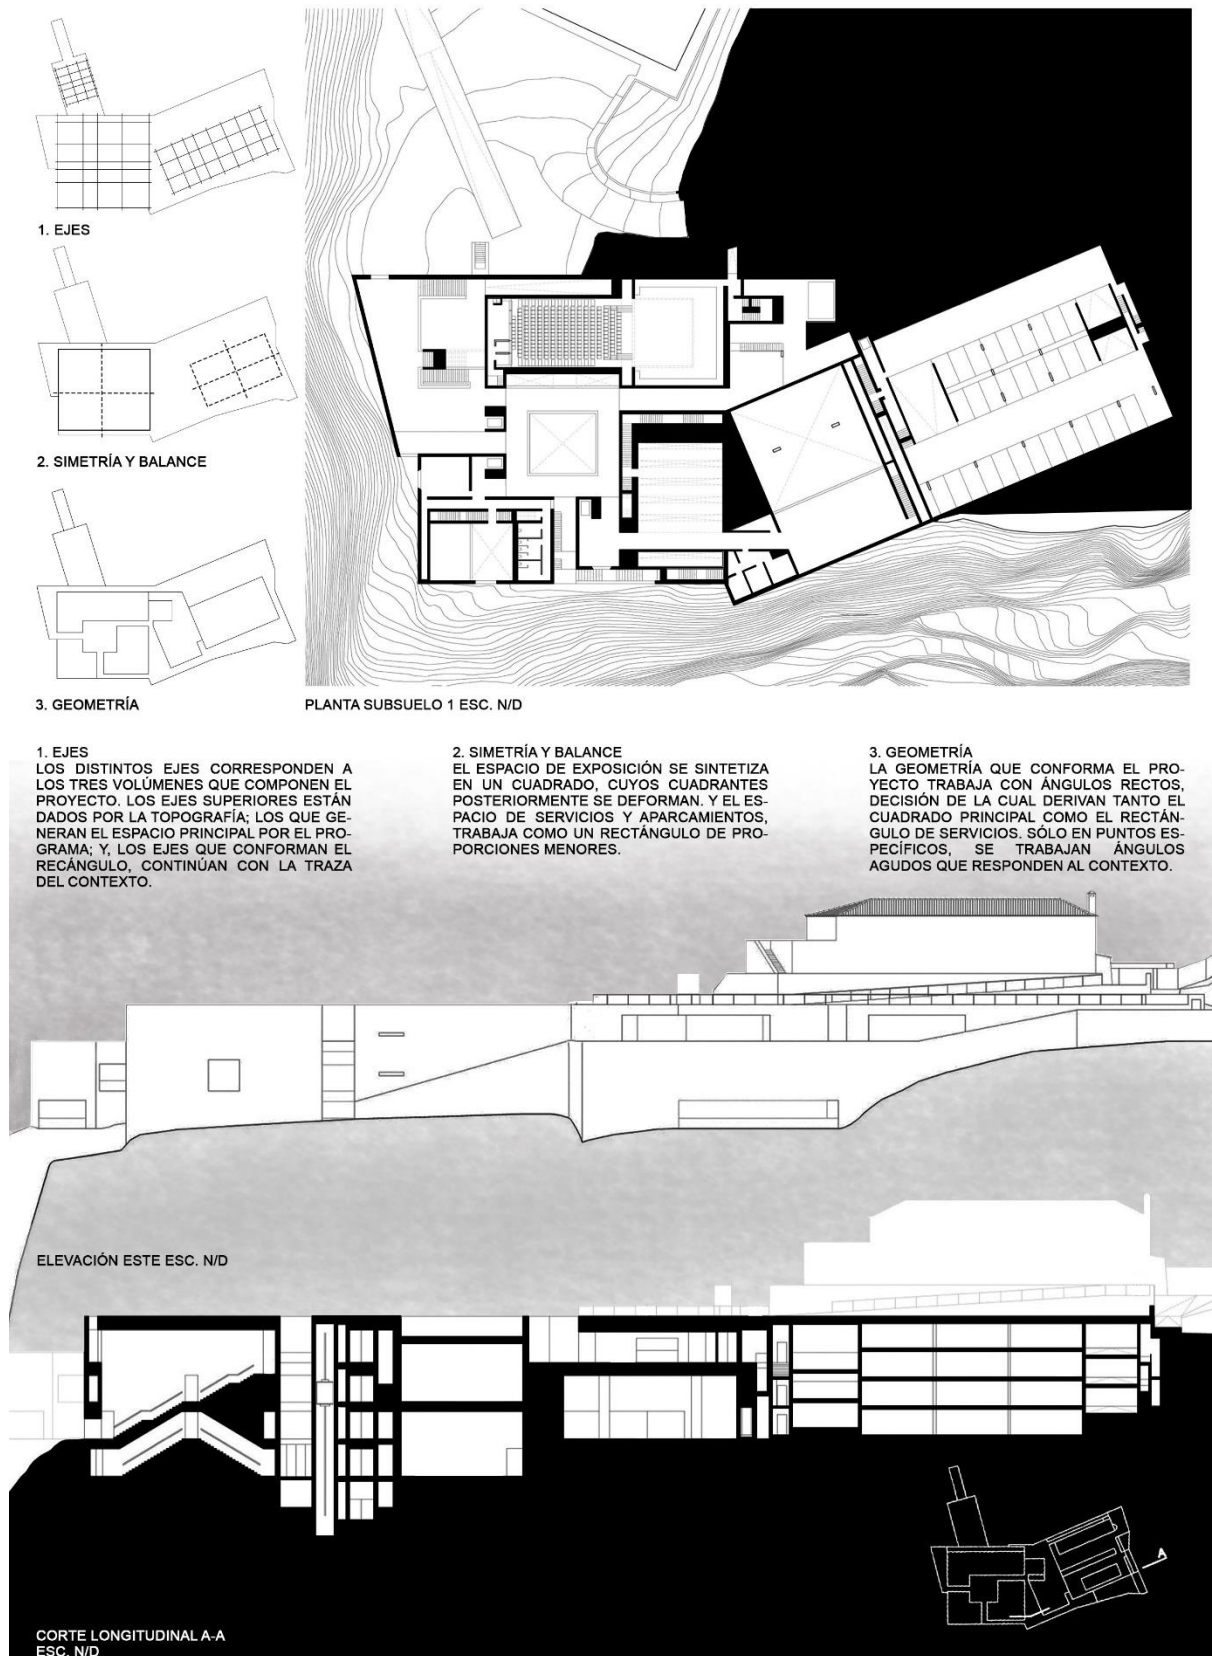 1. EJES
2. SIMETRÍA Y BALANCE
3. GEOMETRÍA
PLANTA SUBSUELO 1 ESC. N/D
1. EJES
LOS DISTINTOS EJES CORRESPONDEN A
LOS TRES VOLÚMENES QUE COMPONEN EL
PROYECTO. LOS EJES SUPERIORES ESTÁN
DADOS POR LA TOPOGRAFÍA; LOS QUE GE-
NERAN EL ESPACIO PRINCIPAL POR EL PRO-
GRAMA; Y, LOS EJES QUE CONFORMAN EL
RECÁNGULO, CONTINÚAN CON LA TRAZA
DEL CONTEXTO.
2. SIMETRÍA Y BALANCE
EL ESPACIO DE EXPOSICIÓN SE SINTETIZA
EN UN CUADRADO, CUYOS CUADRANTES
POSTERIORMENTE SE DEFORMAN. Y EL ES-
PACIO DE SERVICIOS Y APARCAMIENTOS,
TRABAJA COMO UN RECTÁNGULO DE PRO-
PORCIONES MENORES.
3. GEOMETRÍA
LA GEOMETRÍA QUE CONFORMA EL PRO-
YECTO TRABAJA CON ÁNGULOS RECTOS,
DECISIÓN DE LA CUAL DERIVAN TANTO EL
CUADRADO PRINCIPAL COMO EL RECTÁN-
GULO DE SERVICIOS. SÓLO EN PUNTOS ES-
PECÍFICOS, SE TRABAJAN ÁNGULOS
AGUDOS QUE RESPONDEN AL CONTEXTO.
ELEVACIÓN ESTE ESC. N/D
A
CORTE LONGITUDINAL A-A
ESC. N/D